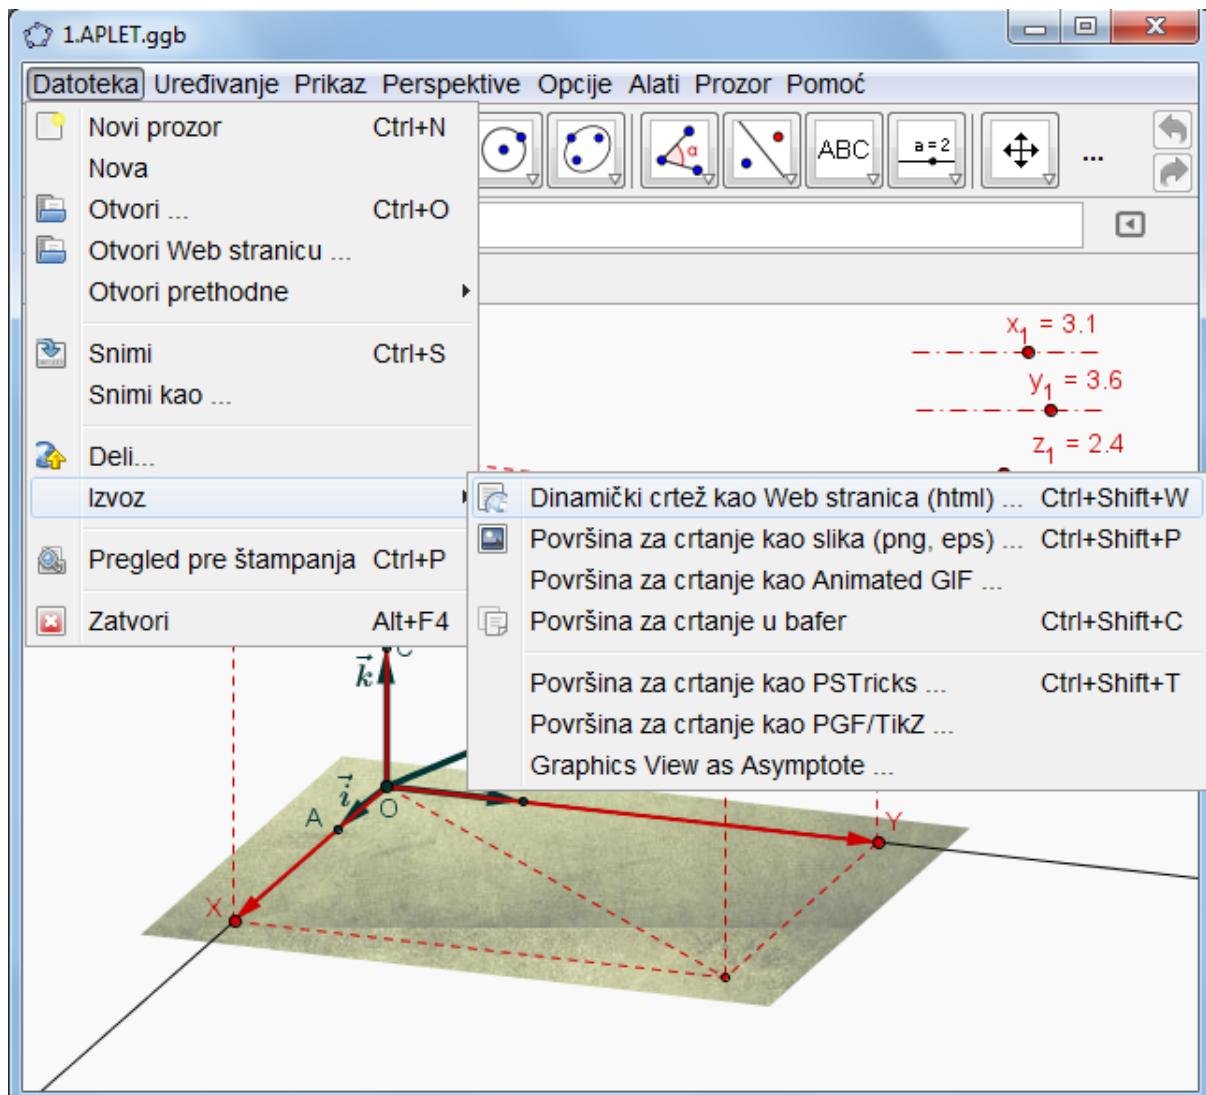 1.APLET.ggb
Datoteka Uređivanje Prikaz Perspektive Opcije Alati Prozor Pomoć
Novi prozor Ctrl+N
Nova
Otvori ... Ctrl+O
Otvori Web stranicu ...
Otvori prethodne
Snimi Ctrl+S
Snimi kao ...
Deli...
Izvoz
Pregled pre štampanja Ctrl+P
Zatvori Alt+F4
α
ABC
a=2
...
x₁ = 3.1
y₁ = 3.6
z₁ = 2.4
Dinamički crtež kao Web stranica (html) ... Ctrl+Shift+W
Površina za crtanje kao slika (png, eps) ... Ctrl+Shift+P
Površina za crtanje kao Animated GIF ...
Površina za crtanje u bafer Ctrl+Shift+C
Površina za crtanje kao PSTricks ... Ctrl+Shift+T
Površina za crtanje kao PGF/TikZ ...
Graphics View as Asymptote ...
k
i
A
O
Y
X